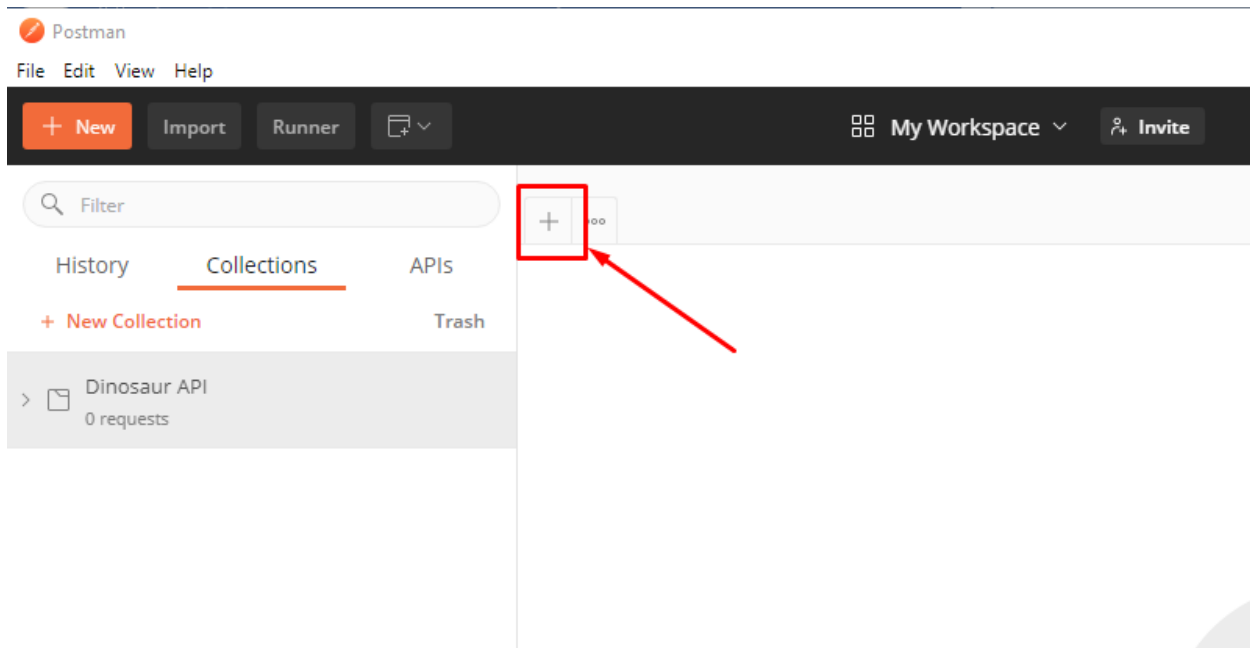 Postman
File Edit View Help
+ New Import Runner My Workspace Invite
Filter
History Collections APIs
+ New Collection Trash
Dinosaur API
0 requests